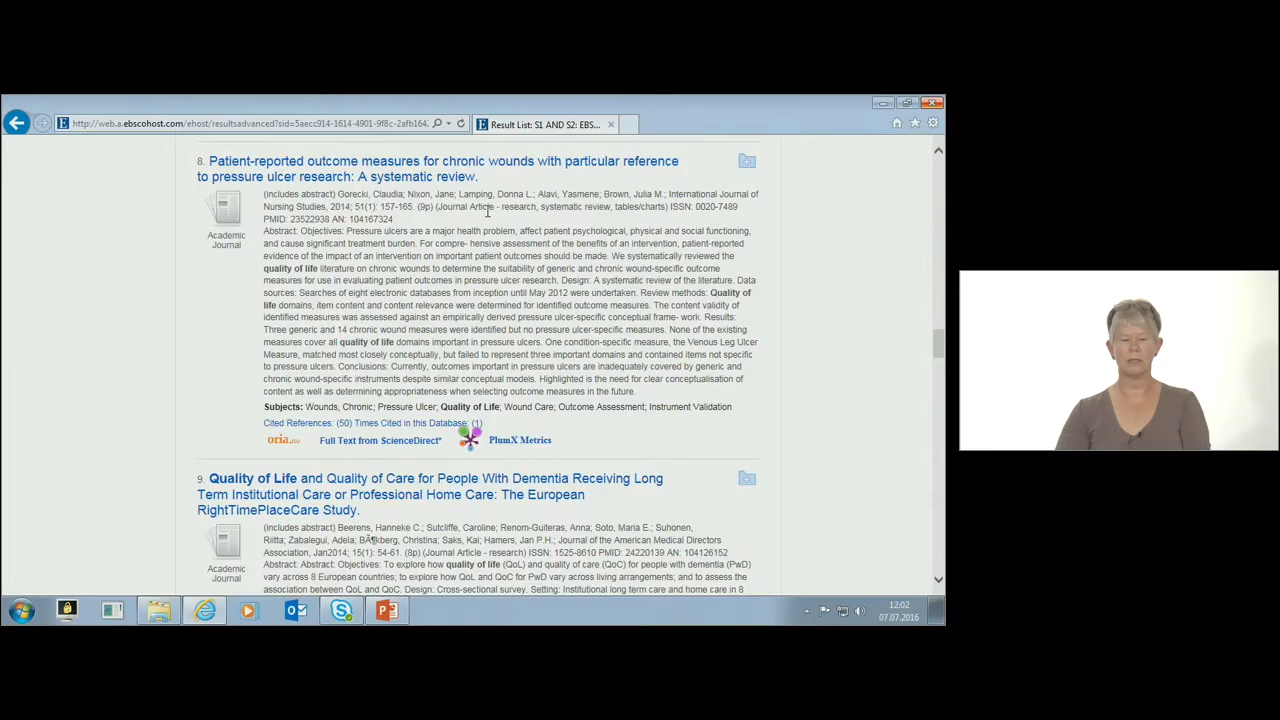 http://web.a.ebscohost.com/ehost/resultsadvanced?sid=5aecc914-1614-4901-9f8c-2afb1642
Result List: S1 AND S2: EBS...
8. Patient-reported outcome measures for chronic wounds with particular reference
to pressure ulcer research: A systematic review.
(includes abstract) Gorecki, Claudia; Nixon, Jane; Lamping, Donna L.; Alavi, Yasmene; Brown, Julia M.; International Journal of
Nursing Studies, 2014; 51(1): 157-165. (9p) (Journal Article - research, systematic review, tables/charts) ISSN: 0020-7489
PMID: 23522938 AN: 104167324
Academic
Journal
Abstract: Objectives: Pressure ulcers are a major health problem, affect patient psychological, physical and social functioning,
and cause significant treatment burden. For compre- hensive assessment of the benefits of an intervention, patient-reported
evidence of the impact of an intervention on important patient outcomes should be made. We systematically reviewed the
quality of life literature on chronic wounds to determine the suitability of generic and chronic wound-specific outcome
measures for use in evaluating patient outcomes in pressure ulcer research. Design: A systematic review of the literature. Data
sources: Searches of eight electronic databases from inception until May 2012 were undertaken. Review methods: Quality of
life domains, item content and content relevance were determined for identified outcome measures. The content validity of
identified measures was assessed against an empirically derived pressure ulcer-specific conceptual frame- work. Results:
Three generic and 14 chronic wound measures were identified but no pressure ulcer-specific measures. None of the existing
measures cover all quality of life domains important in pressure ulcers. One condition-specific measure, the Venous Leg Ulcer
Measure, matched most closely conceptually, but failed to represent three important domains and contained items not specific
to pressure ulcers. Conclusions: Currently, outcomes important in pressure ulcers are inadequately covered by generic and
chronic wound-specific instruments despite similar conceptual models. Highlighted is the need for clear conceptualisation of
content as well as determining appropriateness when selecting outcome measures in the future.
Subjects: Wounds, Chronic; Pressure Ulcer; Quality of Life; Wound Care; Outcome Assessment; Instrument Validation
Cited References: (50) Times Cited in this Database: (1)
oria.no Full Text from ScienceDirect* PlumX Metrics
9. Quality of Life and Quality of Care for People With Dementia Receiving Long
Term Institutional Care or Professional Home Care: The European
RightTimePlaceCare Study.
(includes abstract) Beerens, Hanneke C.; Sutcliffe, Caroline; Renom-Guiteras, Anna; Soto, Maria E.; Suhonen,
Riitta; Zabalegui, Adela; BÃ¶kberg, Christina; Saks, Kai; Hamers, Jan P.H.; Journal of the American Medical Directors
Association, Jan2014; 15(1): 54-61. (8p) (Journal Article - research) ISSN: 1525-8610 PMID: 24220139 AN: 104126152
Academic
Journal
Abstract: Abstract: Objectives: To explore how quality of life (QoL) and quality of care (QoC) for people with dementia (PwD)
vary across 8 European countries; to explore how QoL and QoC for PwD vary across living arrangements; and to assess the
association between QoL and QoC. Design: Cross-sectional survey. Setting: Institutional long term care and home care in 8
12:02
07.07.2016